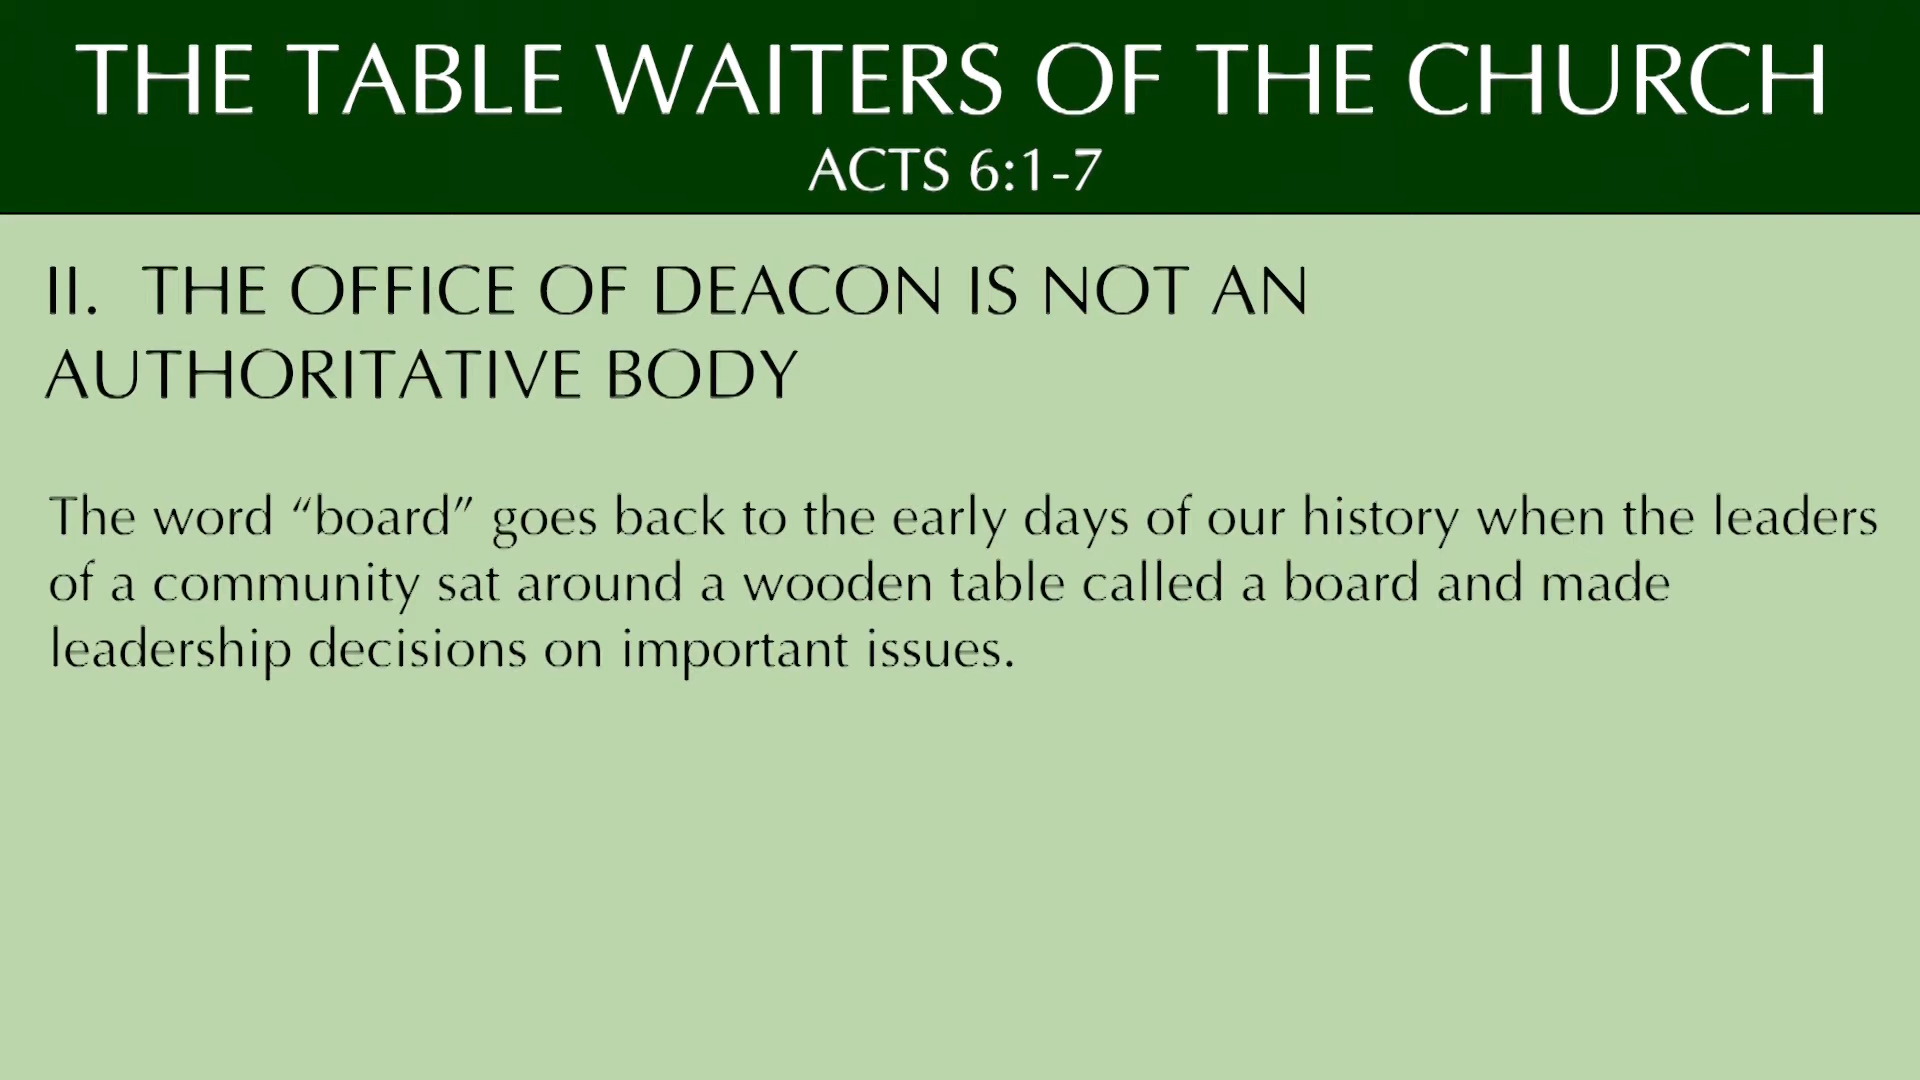 THE TABLE WAITERS OF THE CHURCH
ACTS 6:1-7
II. THE OFFICE OF DEACON IS NOT AN
AUTHORITATIVE BODY
The word “board” goes back to the early days of our history when the leaders
of a community sat around a wooden table called a board and made
leadership decisions on important issues.